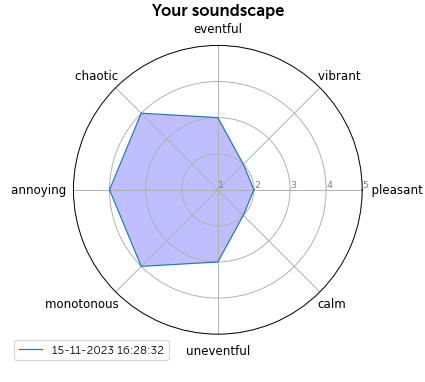 Your soundscape
eventful
chaotic
vibrant
annoying
1
2
3
4
5
pleasant
monotonous
calm
uneventful
15-11-2023 16:28:32